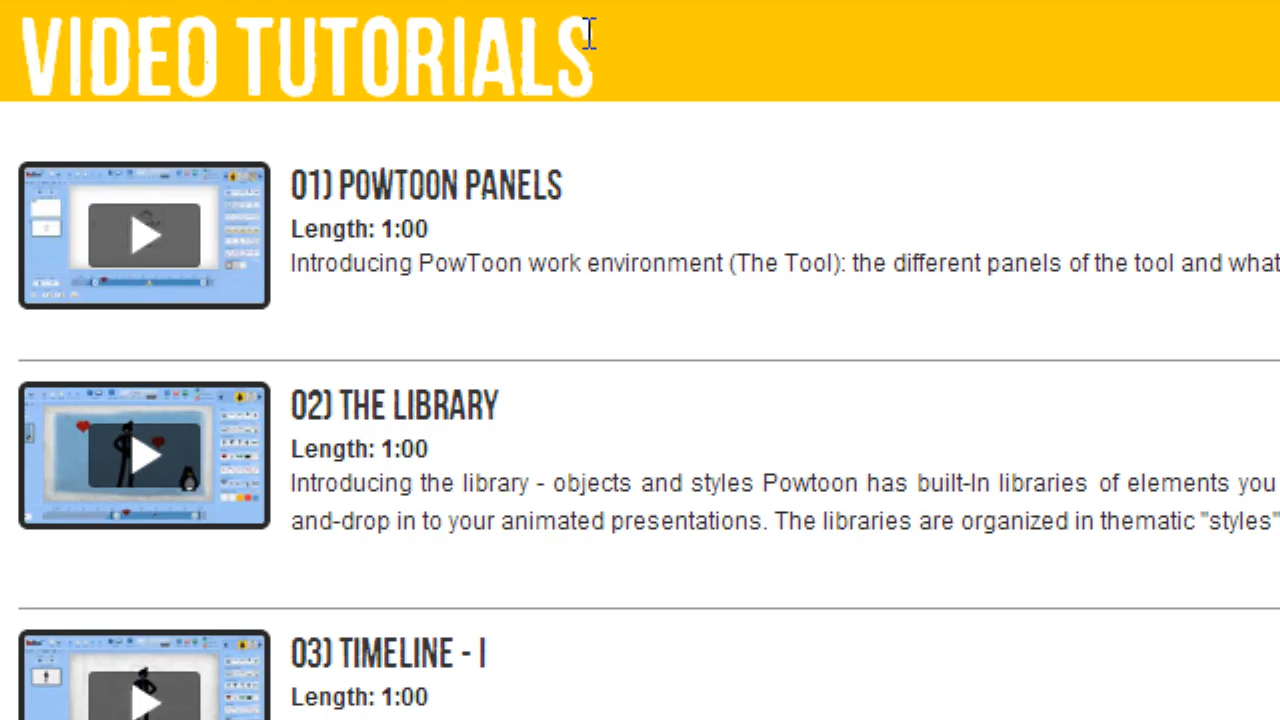 VIDEO TUTORIALS
01) POWTOON PANELS
Length: 1:00
Introducing PowToon work environment (The Tool): the different panels of the tool and what
02) THE LIBRARY
Length: 1:00
Introducing the library - objects and styles Powtoon has built-In libraries of elements you
and-drop in to your animated presentations. The libraries are organized in thematic "styles"
03) TIMELINE - I
Length: 1:00